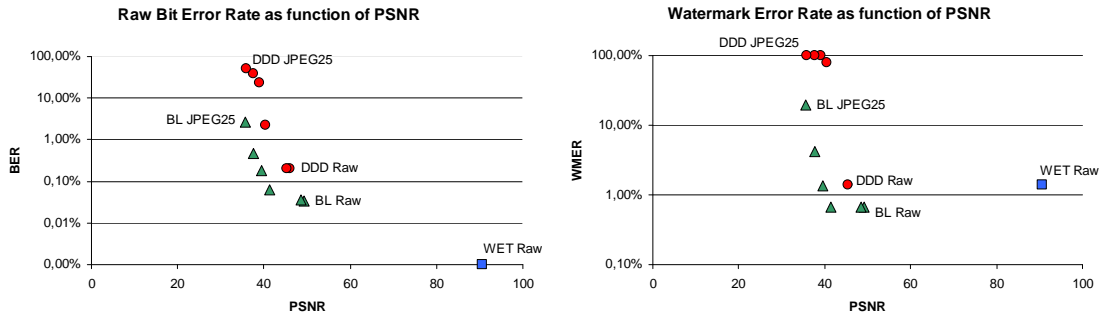 Raw Bit Error Rate as function of PSNR
100,00%
10,00%
1,00%
0,10%
0,01%
0,00%
BER
DDD JPEG25
BL JPEG25
DDD Raw
BL Raw
WET Raw
0 20 40 60 80 100
PSNR
Watermark Error Rate as function of PSNR
100,00%
10,00%
1,00%
0,10%
WMER
DDD JPEG25
BL JPEG25
DDD Raw
BL Raw
WET Raw
0 20 40 60 80 100
PSNR